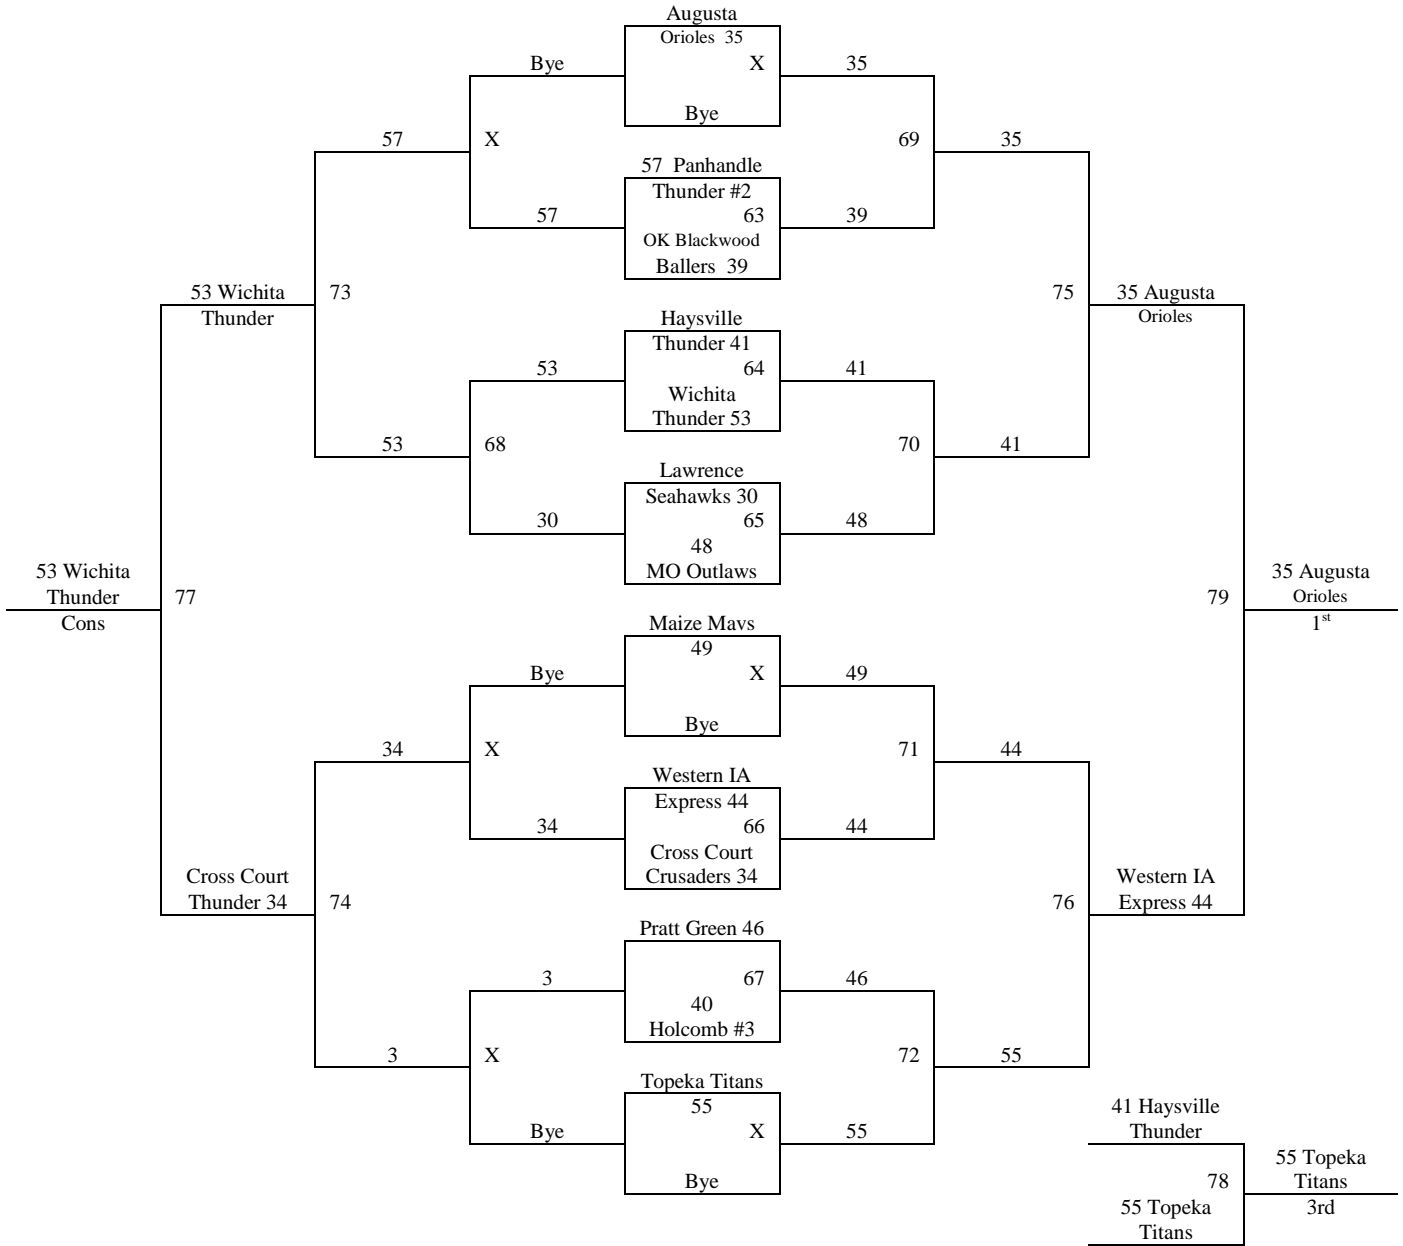 Augusta
Orioles 35
Bye
X
35
Bye
57
X
69
35
57 Panhandle
Thunder #2
57
63
39
OK Blackwood
Ballers 39
53 Wichita
Thunder
73
75
35 Augusta
Orioles
Haysville
Thunder 41
53
64
41
Wichita
Thunder 53
53
68
70
41
Lawrence
Seahawks 30
30
65
48
48
MO Outlaws
53 Wichita
Thunder
Cons
77
79
35 Augusta
Orioles
1st
Maize Mavs
49
Bye
X
49
Bye
34
X
71
44
Western IA
Express 44
34
66
44
Cross Court
Crusaders 34
Cross Court
Thunder 34
74
76
Western IA
Express 44
Pratt Green 46
3
67
46
40
Holcomb #3
3
X
72
55
Topeka Titans
55
Bye
X
55
Bye
41 Haysville
Thunder
78
55 Topeka
Titans
55 Topeka
Titans
3rd